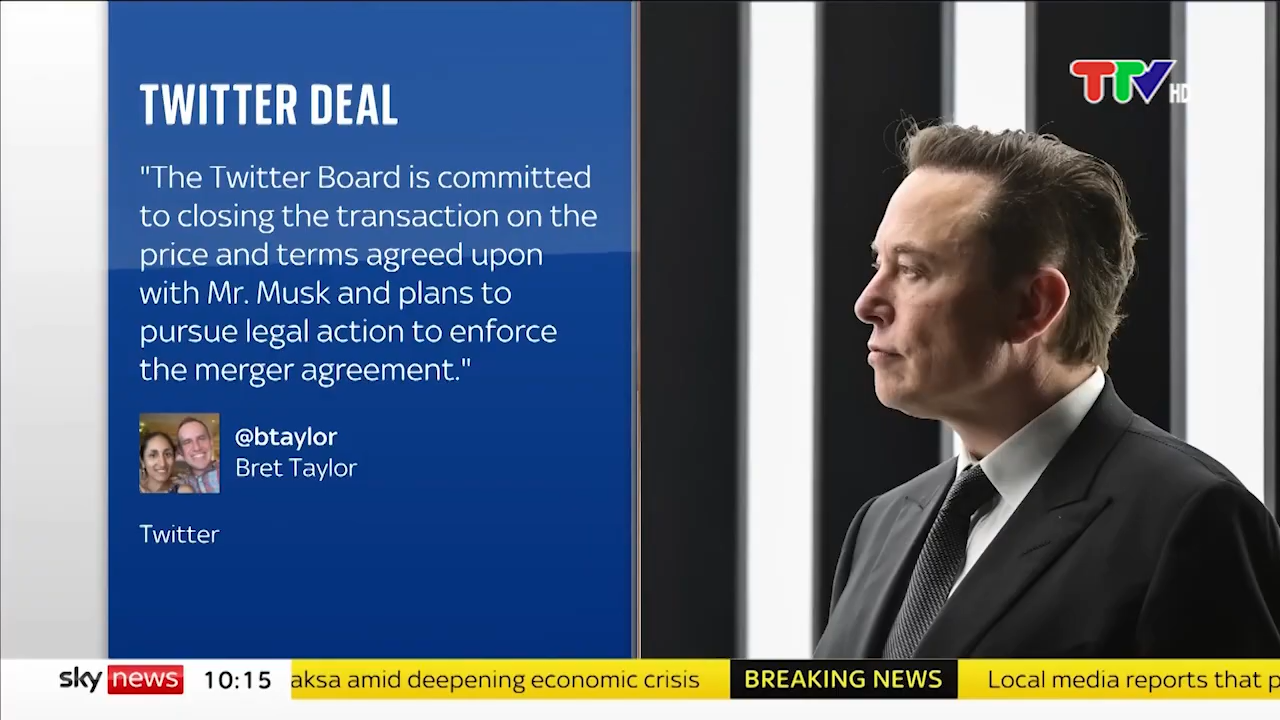 TTV HD
TWITTER DEAL
"The Twitter Board is committed
to closing the transaction on the
price and terms agreed upon
with Mr. Musk and plans to
pursue legal action to enforce
the merger agreement."
@btaylor
Bret Taylor
Twitter
sky news 10:15 aksa amid deepening economic crisis BREAKING NEWS Local media reports that p